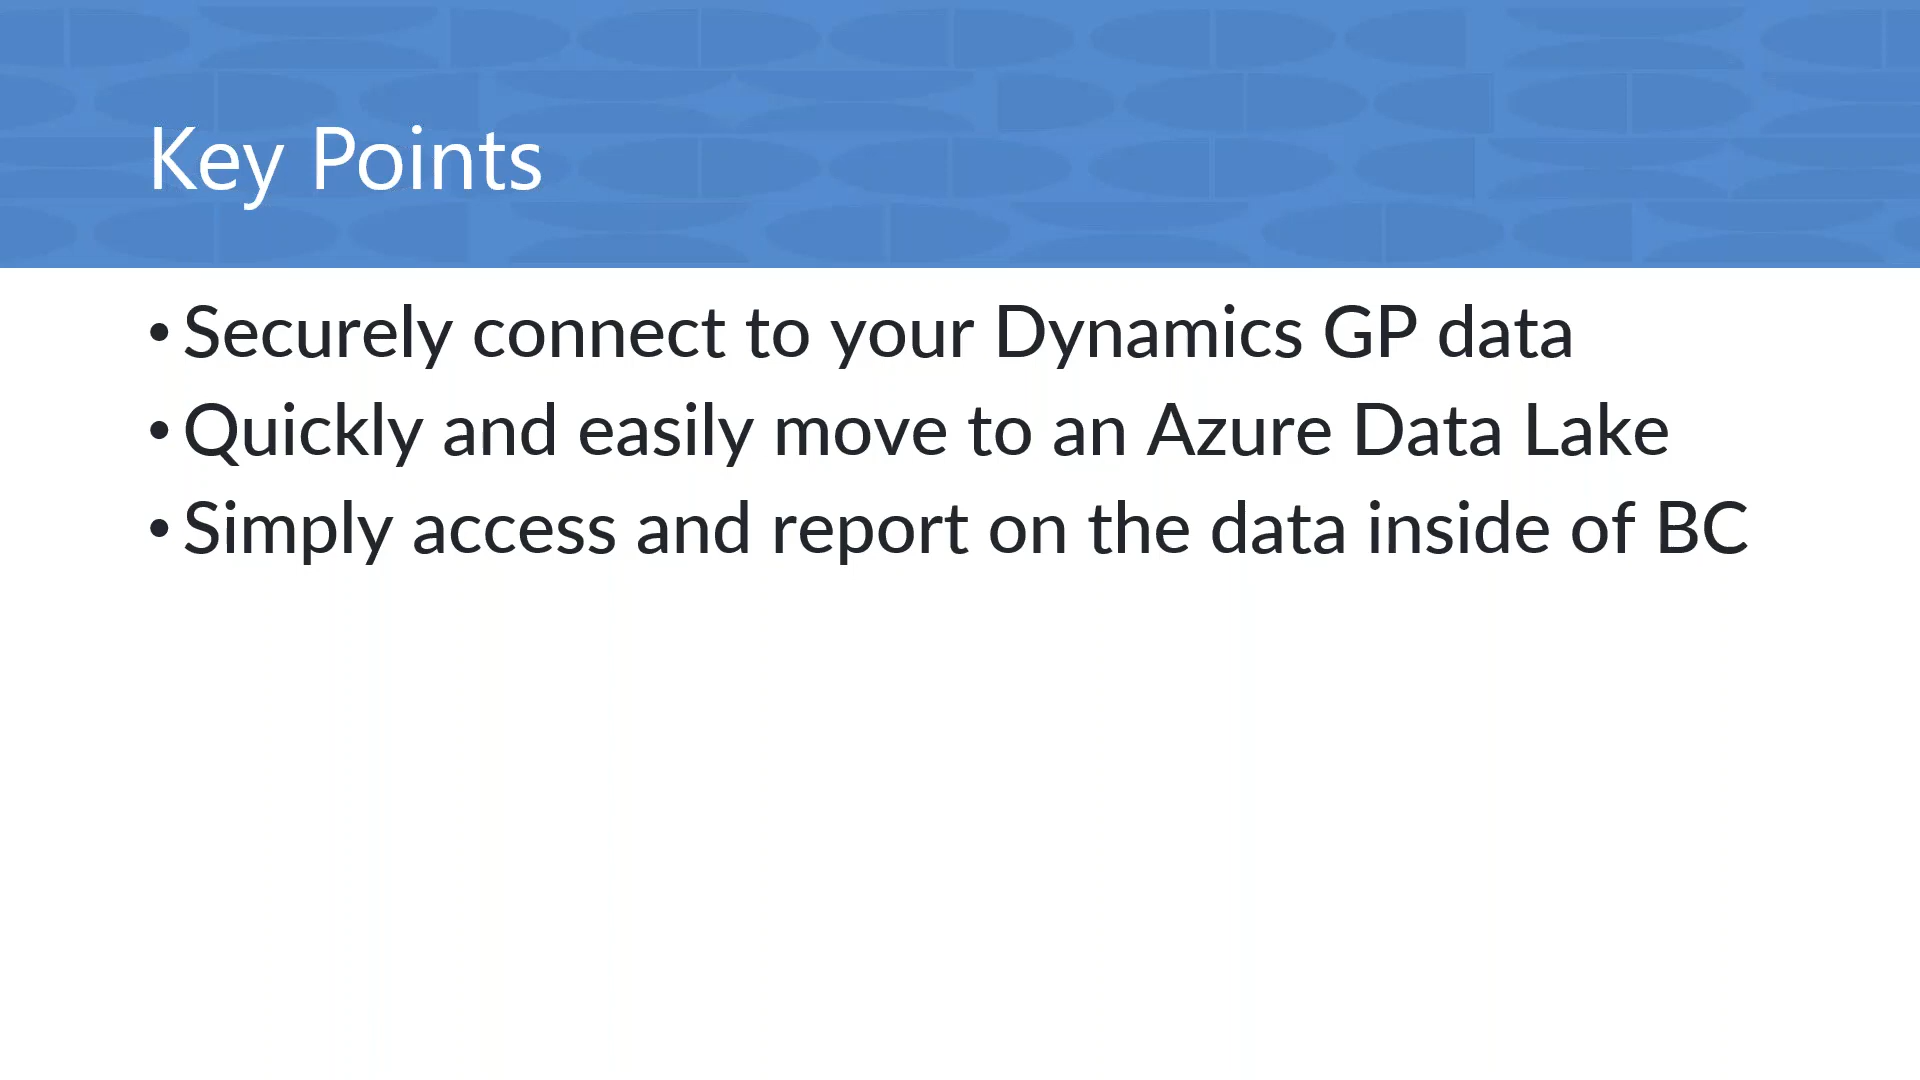 Key Points
• Securely connect to your Dynamics GP data
• Quickly and easily move to an Azure Data Lake
• Simply access and report on the data inside of BC